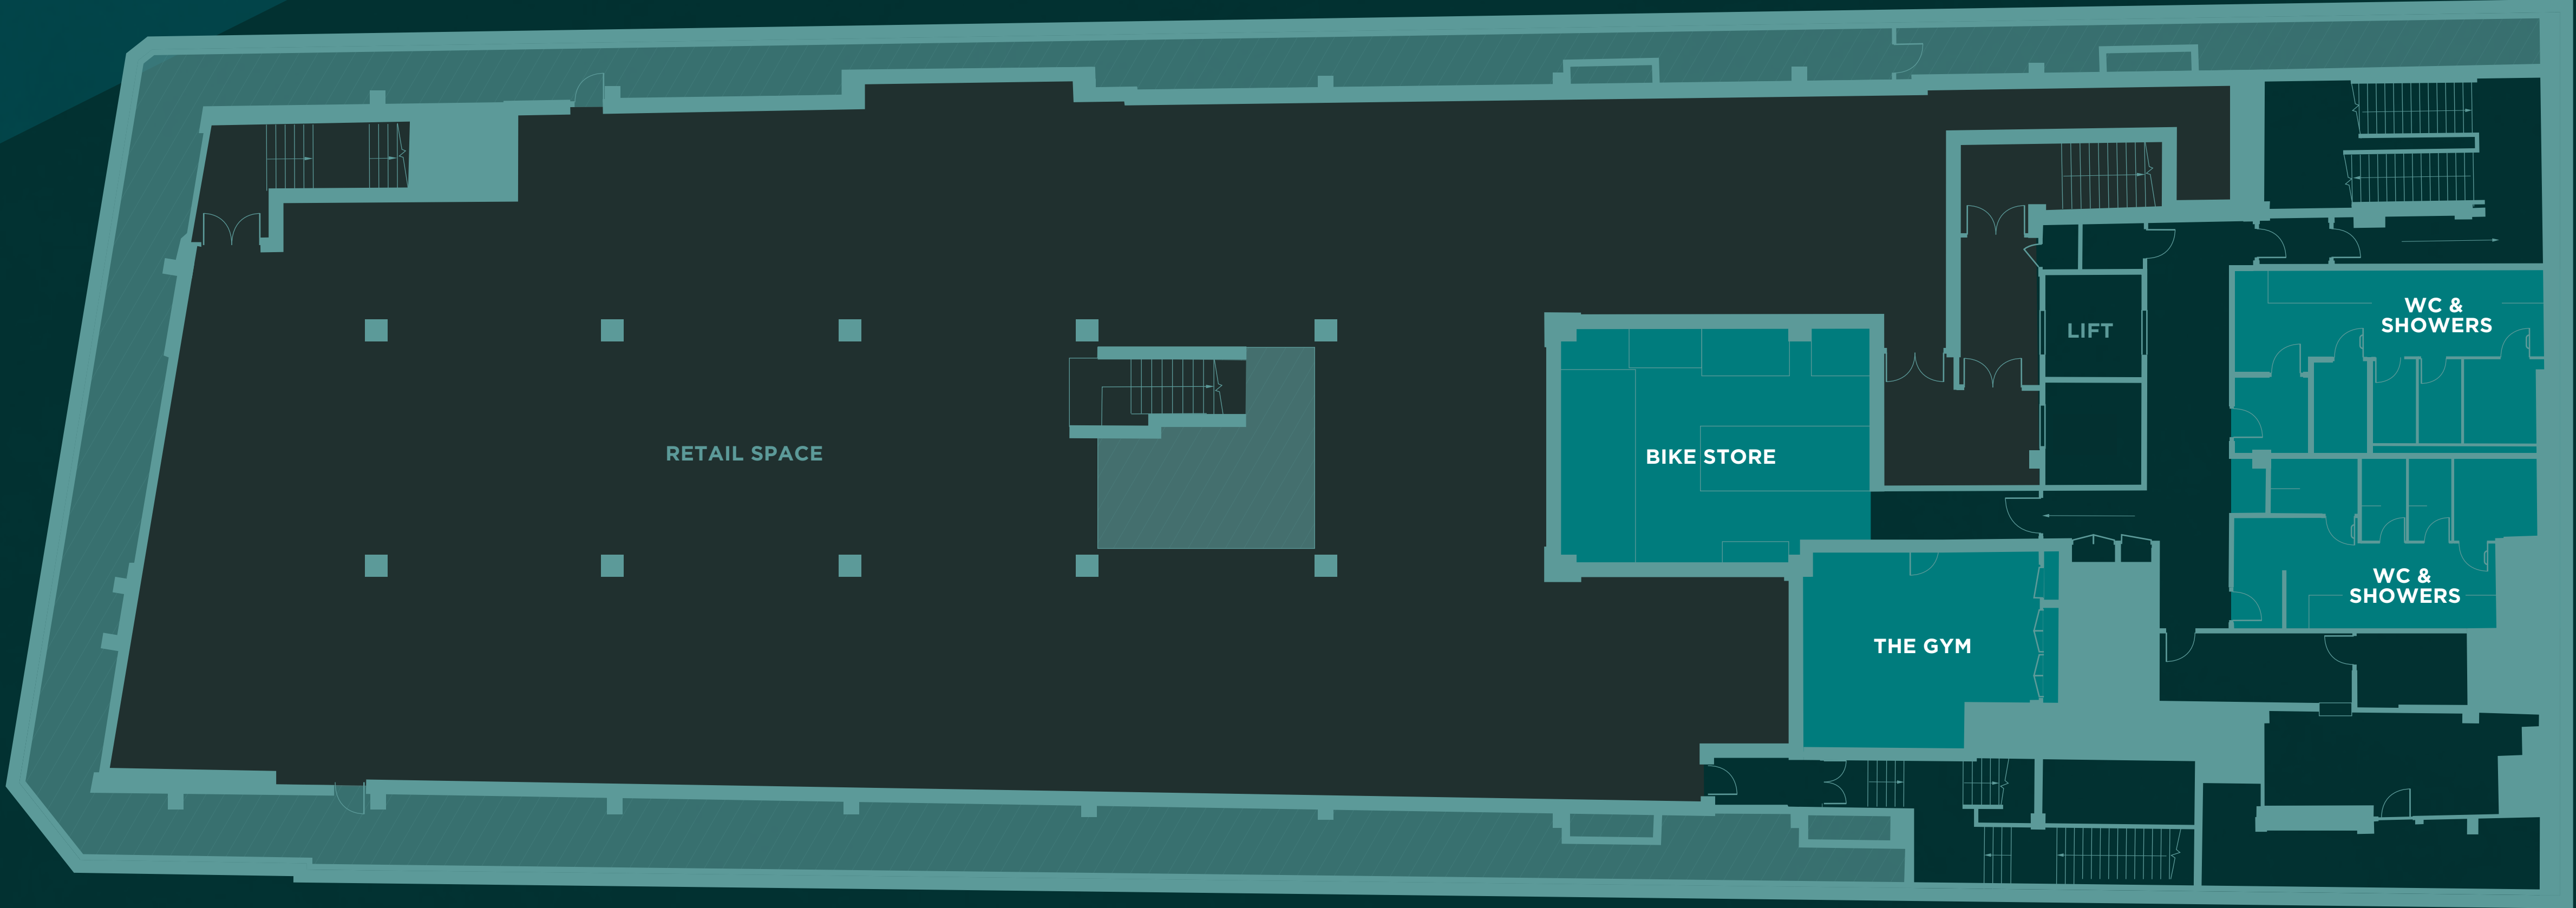 WC &
SHOWERS
LIFT
RETAIL SPACE
BIKE STORE
WC &
SHOWERS
THE GYM